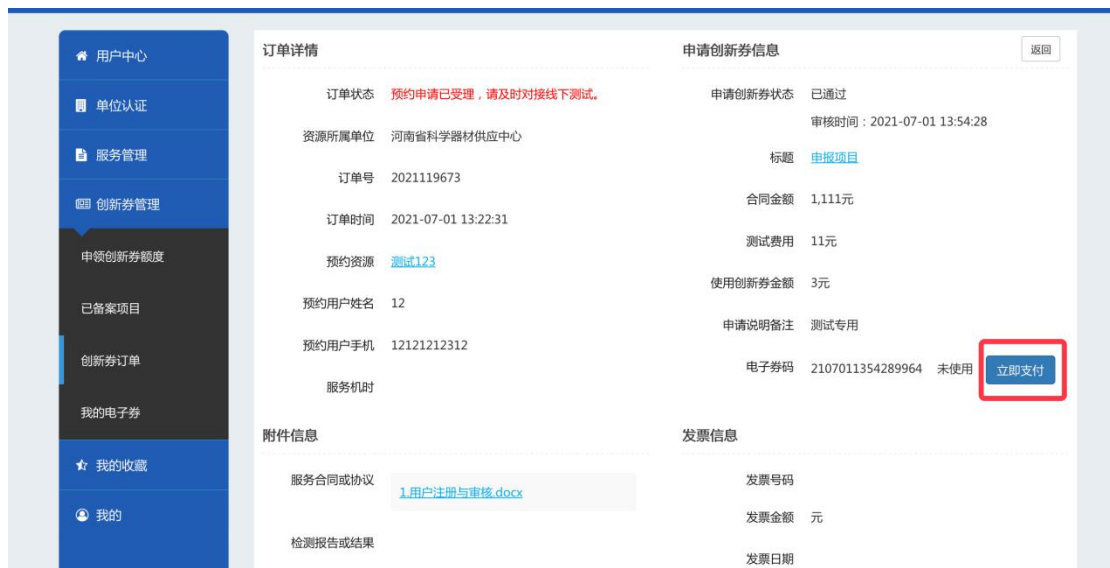 用户中心
单位认证
服务管理
创新券管理
申领创新券额度
已备案项目
创新券订单
我的电子券
我的收藏
我的
订单详情
订单状态 预约申请已受理，请及时对接线下测试。
资源所属单位 河南省科学器材供应中心
订单号 2021119673
订单时间 2021-07-01 13:22:31
预约资源 测试123
预约用户姓名 12
预约用户手机 12121212312
服务机时
附件信息
服务合同或协议 1.用户注册与审核.docx
检测报告或结果
申请创新券信息 返回
申请创新券状态 已通过
审核时间：2021-07-01 13:54:28
标题 申报项目
合同金额 1,111元
测试费用 11元
使用创新券金额 3元
申请说明备注 测试专用
电子券码 2107011354289964 未使用 立即支付
发票信息
发票号码
发票金额 元
发票日期